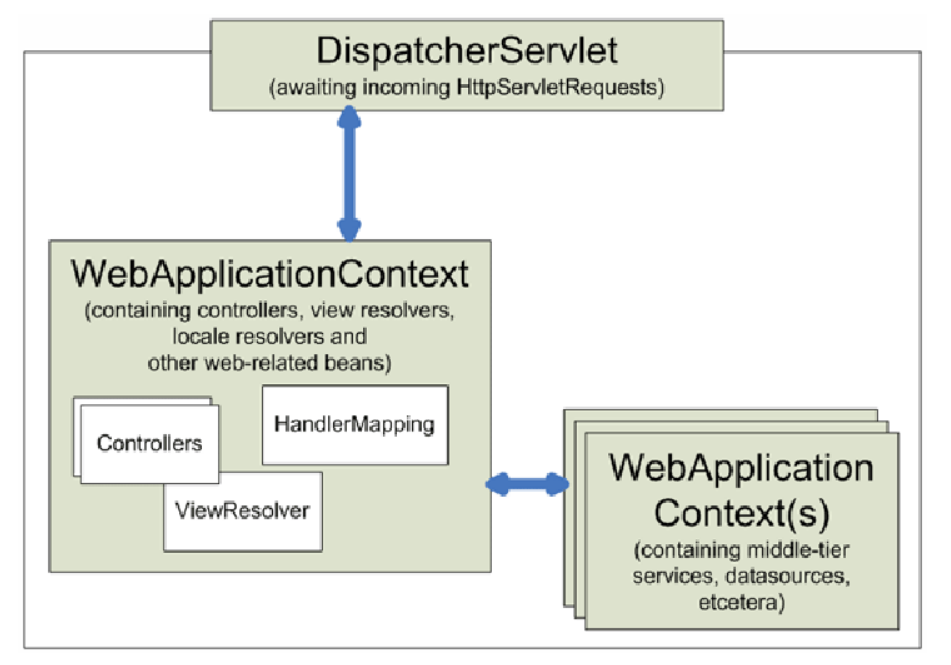 DispatcherServlet
(awaiting incoming HttpServletRequests)
WebApplicationContext
(containing controllers, view resolvers,
locale resolvers and
other web-related beans)
HandlerMapping
Controllers
ViewResolver
WebApplication
Context(s)
(containing middle-tier
services, datasources,
etcetera)